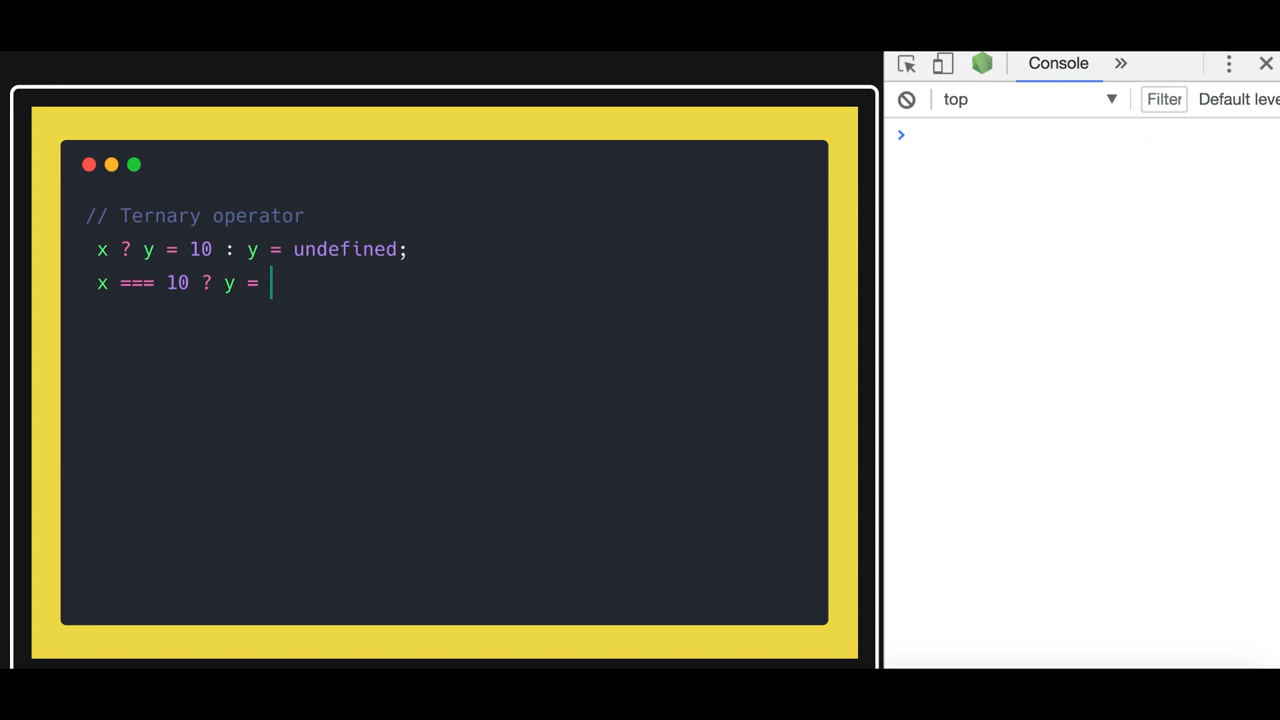 Console
top
Filter
Default leve
// Ternary operator
x ? y = 10 : y = undefined;
x === 10 ? y =